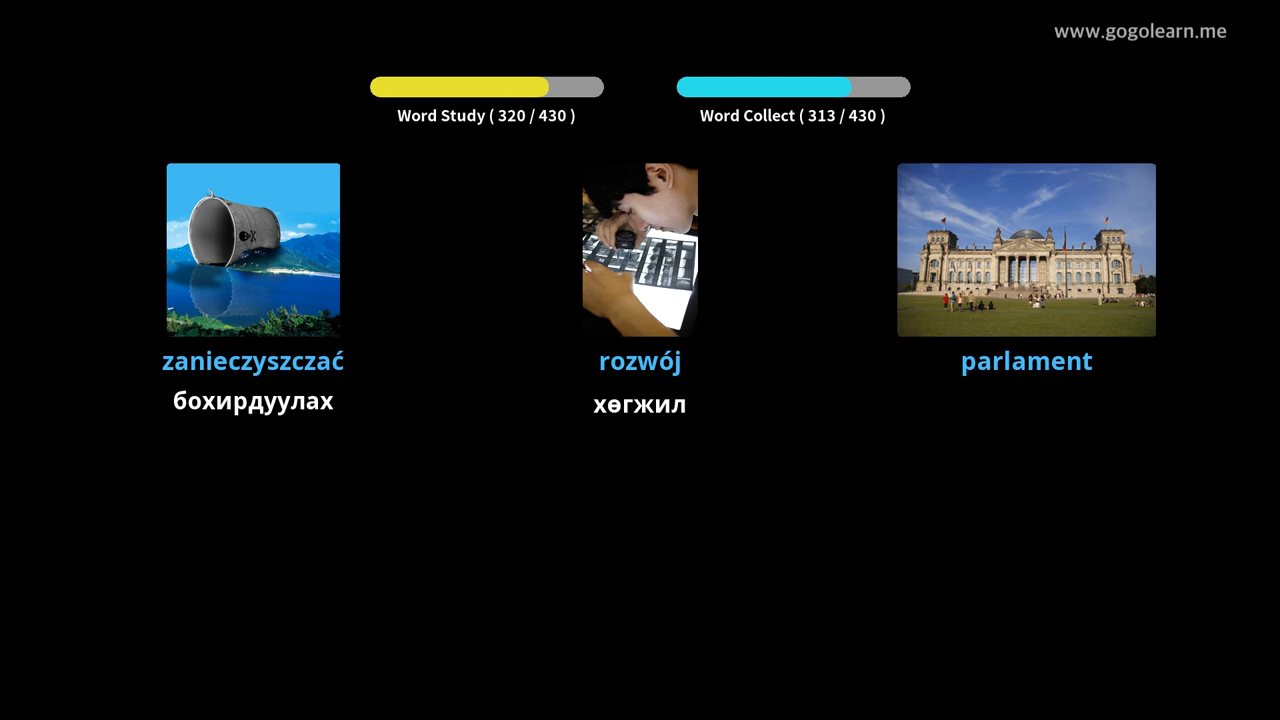 www.gogolearn.me
Word Study ( 320 / 430 )
Word Collect ( 313 / 430 )
zanieczyszczać
бохирдуулах
rozwój
хөгжил
parlament